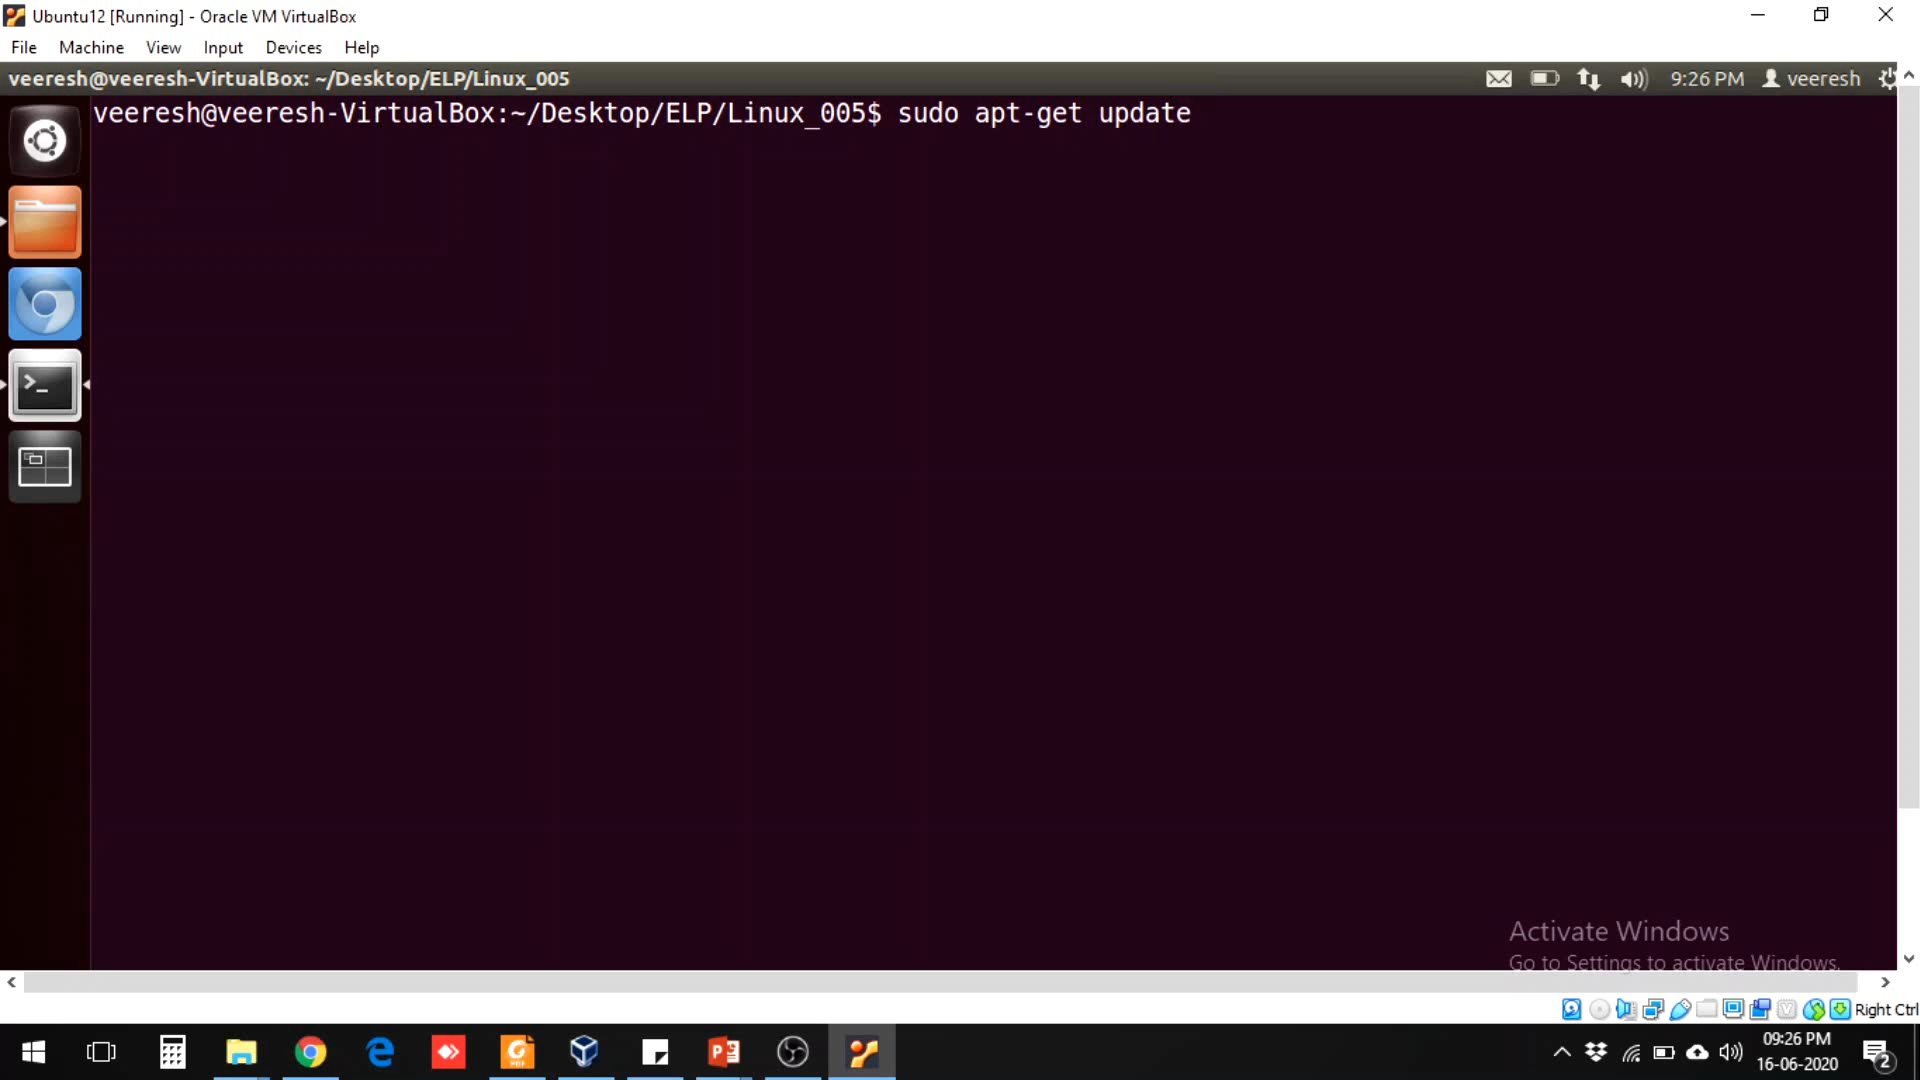 Ubuntu12 [Running] - Oracle VM VirtualBox
File Machine View Input Devices Help
veeresh@veeresh-VirtualBox: ~/Desktop/ELP/Linux_005 9:26 PM veeresh
veeresh@veeresh-VirtualBox:~/Desktop/ELP/Linux_005$ sudo apt-get update
Activate Windows
Go to Settings to activate Windows.
Right Ctrl
09:26 PM
16-06-2020
2